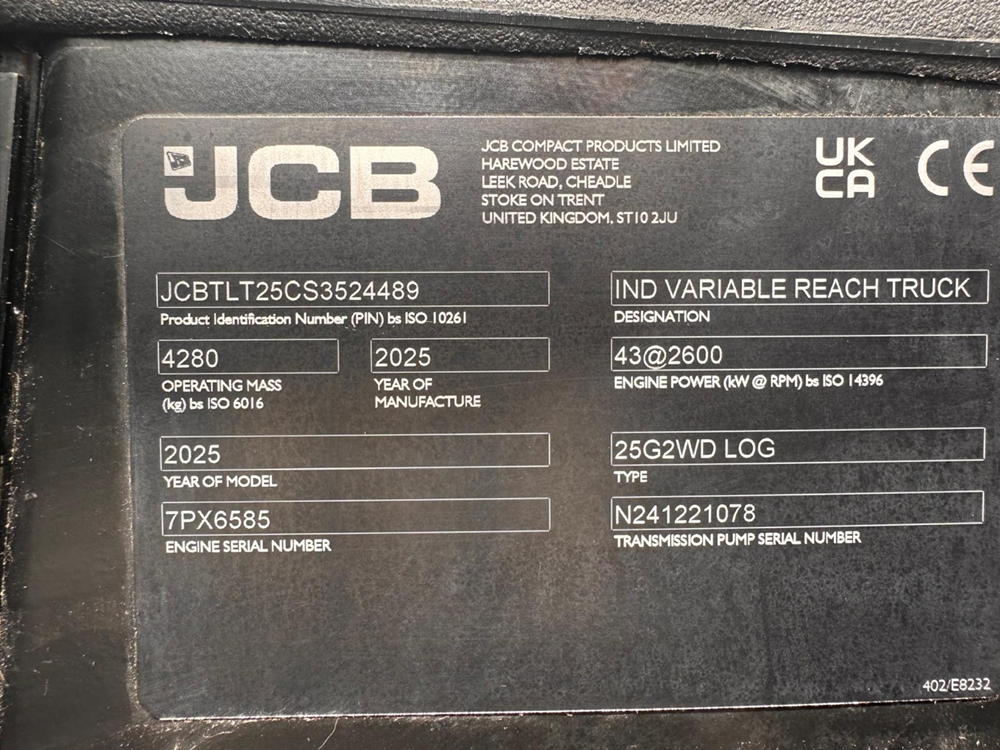 JCB
JCB COMPACT PRODUCTS LIMITED
HAREWOOD ESTATE
LEEK ROAD, CHEADLE
STOKE ON TRENT
UNITED KINGDOM, ST10 2JU
UK
CA
CE
JCBTLT25CS3524489
Product Identification Number (PIN) bs ISO 10261
IND VARIABLE REACH TRUCK
DESIGNATION
4280
OPERATING MASS
(kg) bs ISO 6016
2025
YEAR OF
MANUFACTURE
43@2600
ENGINE POWER (kW @ RPM) bs ISO 14396
2025
YEAR OF MODEL
25G2WD LOG
TYPE
7PX6585
ENGINE SERIAL NUMBER
N241221078
TRANSMISSION PUMP SERIAL NUMBER
402/E8232